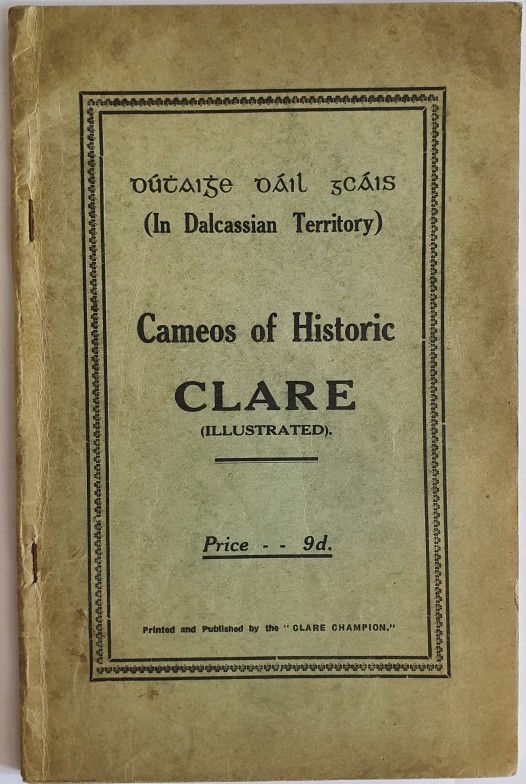 Dúṫaiġe Dáil gCáis
(In Dalcassian Territory)
Cameos of Historic
CLARE
(ILLUSTRATED).
Price - - 9d.
Printed and Published by the "CLARE CHAMPION."